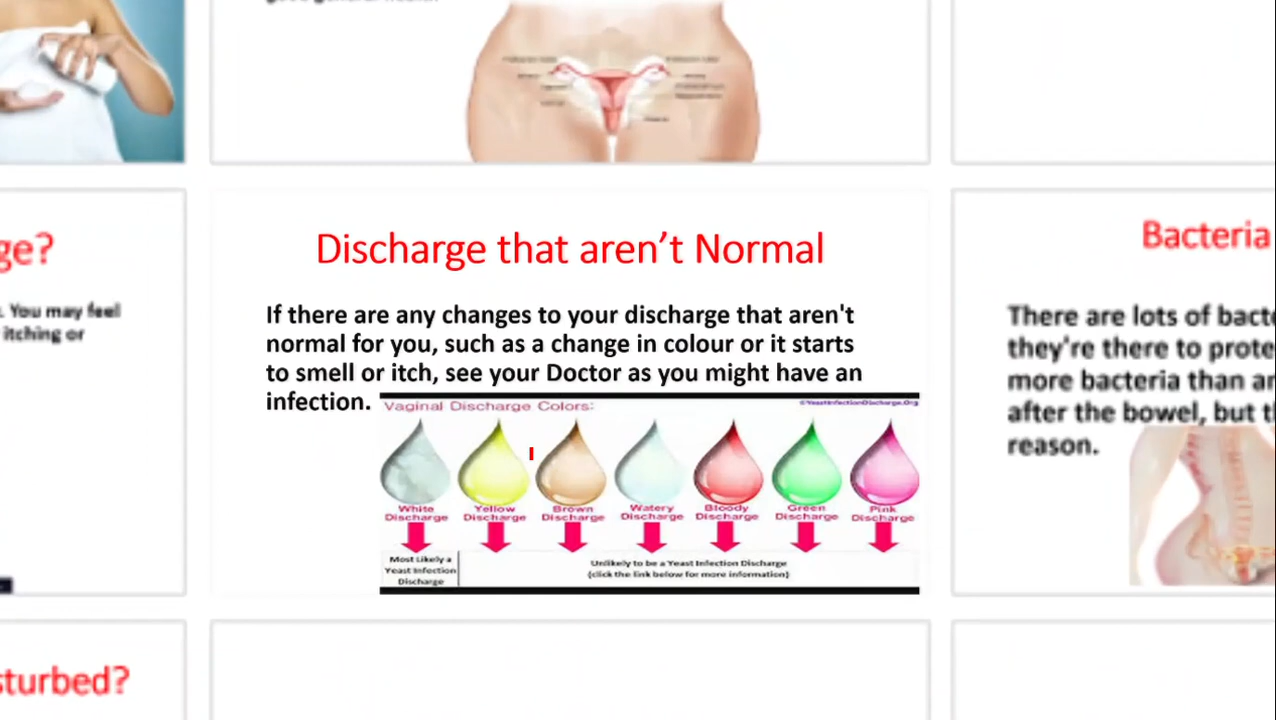 ge?
. You may feel
itching or
Discharge that aren't Normal
If there are any changes to your discharge that aren't
normal for you, such as a change in colour or it starts
to smell or itch, see your Doctor as you might have an
infection.
Vaginal Discharge Colors:
©YeastInfectionDischarge.Org
White Discharge
Yellow Discharge
Brown Discharge
Watery Discharge
Bloody Discharge
Green Discharge
Pink Discharge
Most Likely a
Yeast Infection
Discharge
Unlikely to be a Yeast Infection Discharge
(click the link below for more information)
Bacteria
There are lots of bacte
they're there to prote
more bacteria than an
after the bowel, but th
reason.
sturbed?